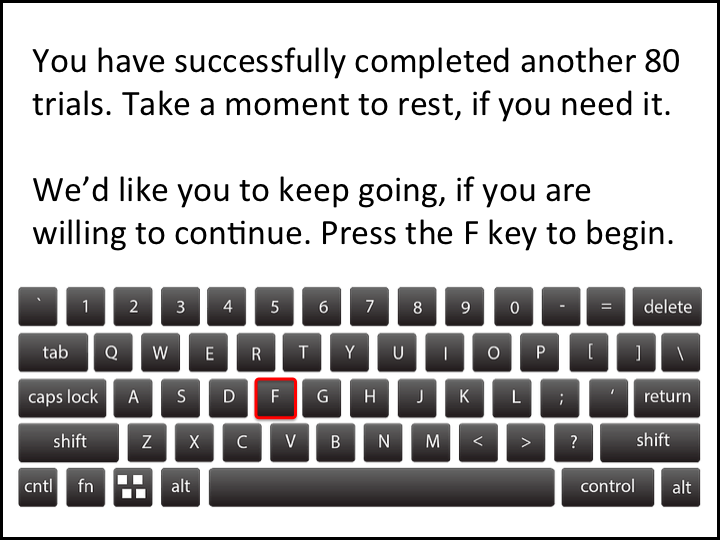 You have successfully completed another 80
trials. Take a moment to rest, if you need it.
We’d like you to keep going, if you are
willing to continue. Press the F key to begin.
` 1 2 3 4 5 6 7 8 9 0 - = delete
tab Q W E R T Y U I O P [ ] \
caps lock A S D F G H J K L ; ‘ return
shift Z X C V B N M < > ? shift
cntl fn alt control alt